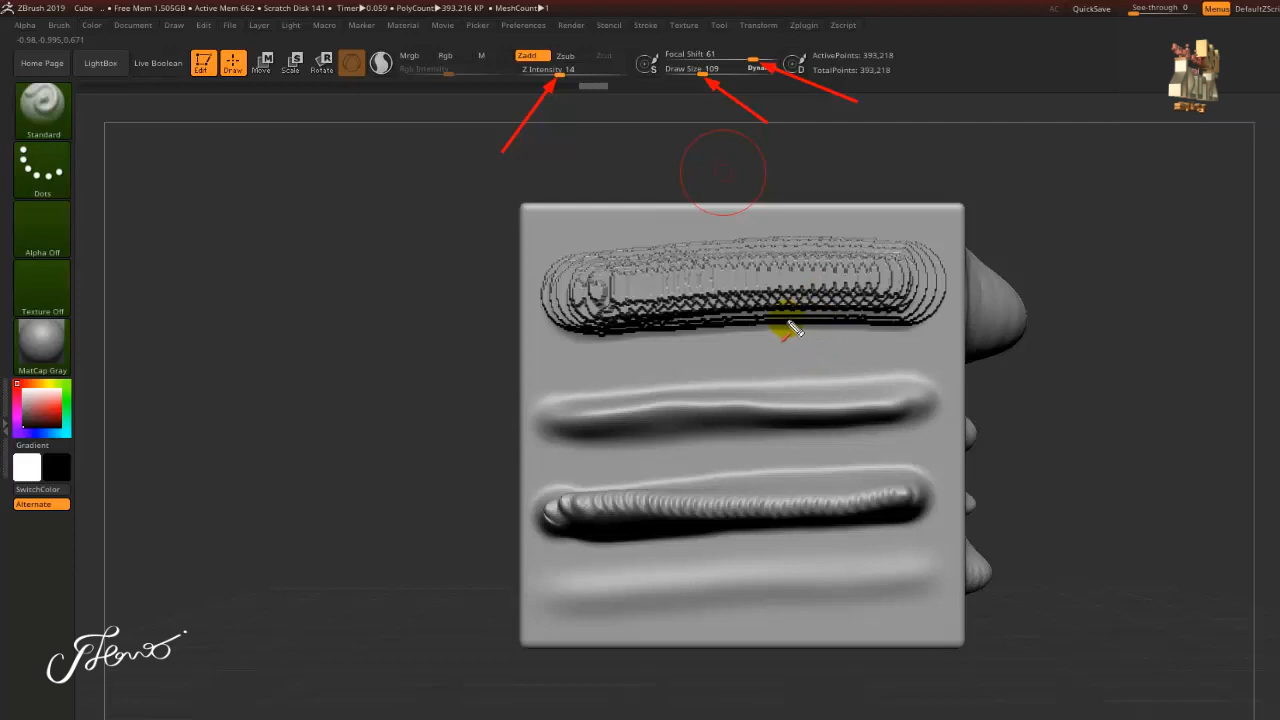 ZBrush 2019 Cube .. • Free Mem 1.505GB • Active Mem 662 • Scratch Disk 141 • Timer▶0.059 • PolyCount▶393.216 KP • MeshCount▶1 AC QuickSave See-through 0 Menus DefaultZScri
Alpha Brush Color Document Draw Edit File Layer Light Macro Marker Material Movie Picker Preferences Render Stencil Stroke Texture Tool Transform Zplugin Zscript
-0.98,-0.995,0.671
Home Page LightBox Live Boolean Edit Draw Move Scale Rotate Mrgb Rgb M Zadd Zsub Zcut Focal Shift 61 ActivePoints: 393,218
Rgb Intensity Z Intensity 14 S Draw Size 109 Dynam D TotalPoints: 393,218
Standard
Dots
Alpha Off
Texture Off
MatCap Gray
Gradient
SwitchColor
Alternate